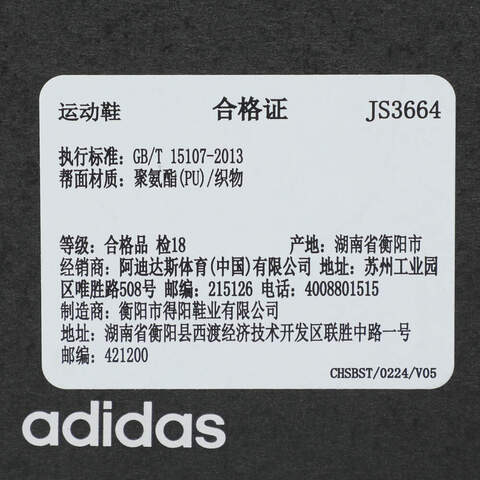 运动鞋 合格证 JS3664
执行标准: GB/T 15107-2013
帮面材质: 聚氨酯(PU)/织物
等级: 合格品 检18 产地: 湖南省衡阳市
经销商: 阿迪达斯体育(中国)有限公司 地址: 苏州工业园
区唯胜路508号 邮编: 215126 电话: 4008801515
制造商: 衡阳市得阳鞋业有限公司
地址: 湖南省衡阳县西渡经济技术开发区联胜中路一号
邮编: 421200
CHSBST/0224/V05
adidas